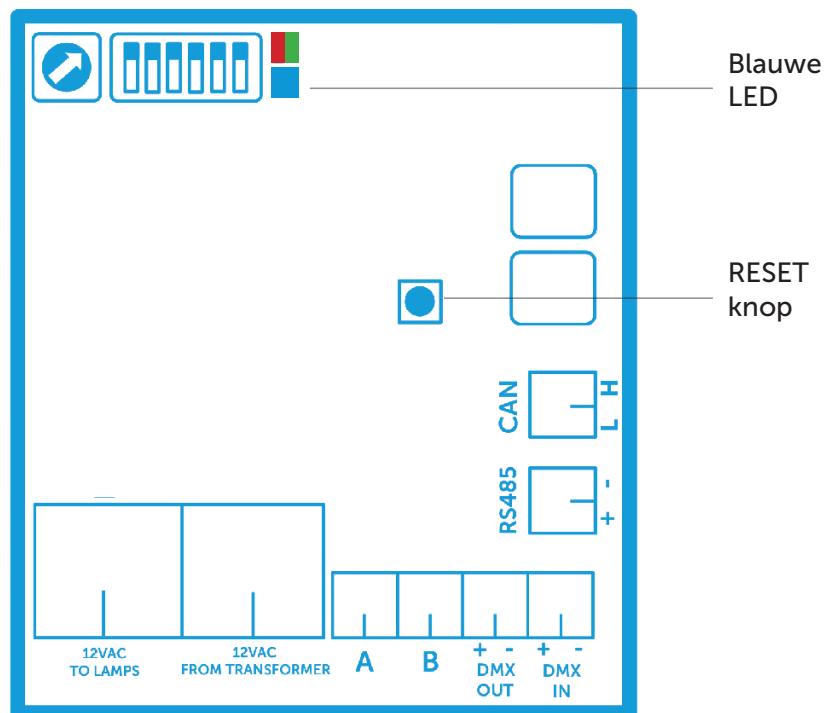 Blauwe
LED
RESET
knop
CAN
H
L
RS485
-
+
12VAC
TO LAMPS
12VAC
FROM TRANSFORMER
A
B
+ -
DMX
OUT
+ -
DMX
IN